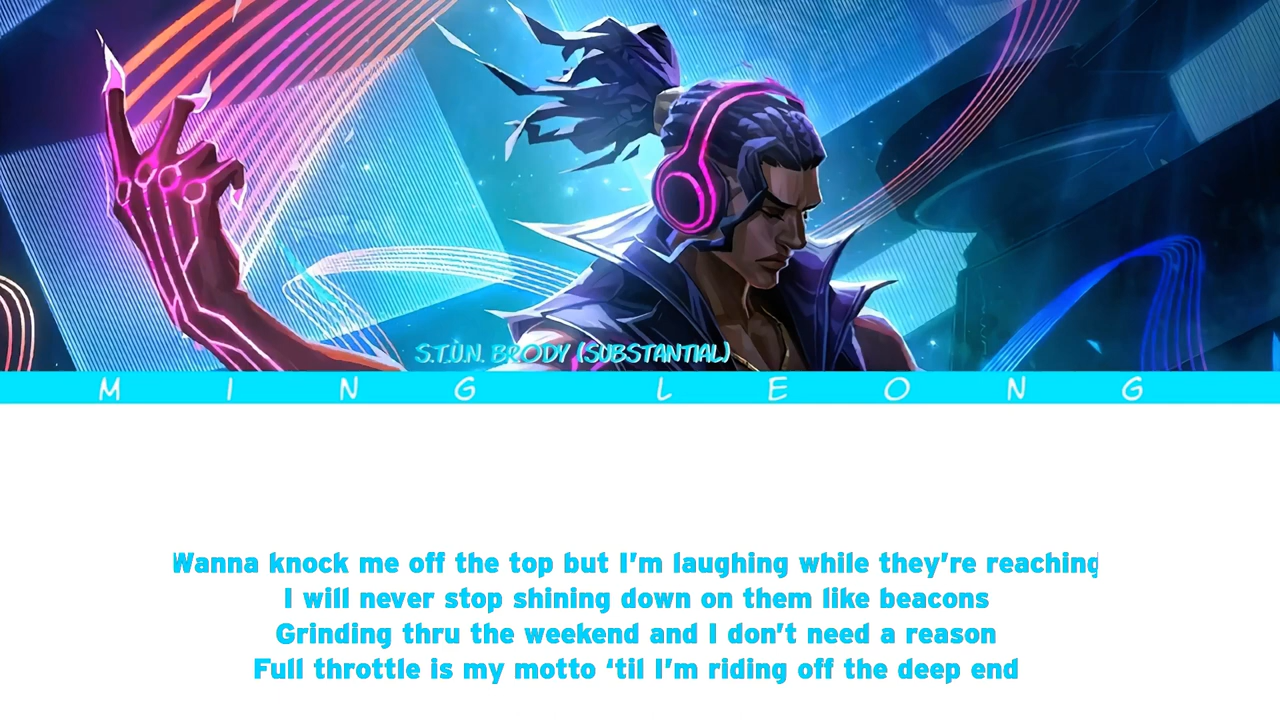 S.T.U.N. BRODY (SUBSTANTIAL)
MING LEONG
Wanna knock me off the top but I'm laughing while they're reaching
I will never stop shining down on them like beacons
Grinding thru the weekend and I don't need a reason
Full throttle is my motto ‘til I'm riding off the deep end